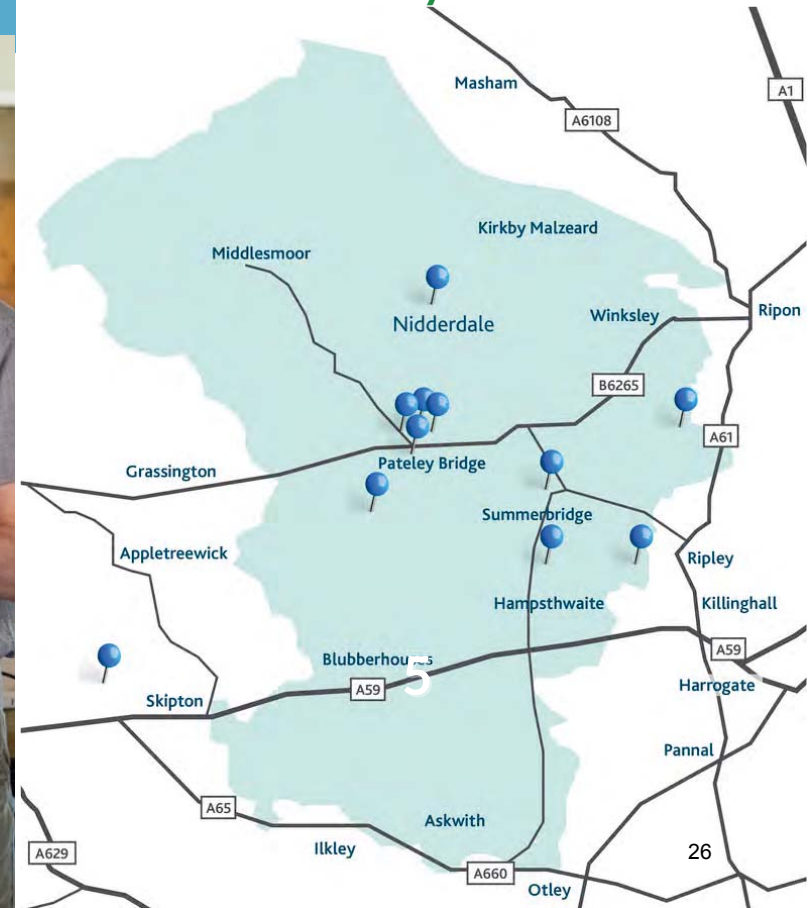 Masham
A1
A6108
Kirkby Malzeard
Middlesmoor
Nidderdale
Winksley
Ripon
B6265
A61
Pateley Bridge
Grassington
Summerbridge
Appletreewick
Ripley
Hampsthwaite
Killinghall
A59
Blubberhouses
5
A59
Harrogate
Skipton
Pannal
A65
Askwith
Ilkley
26
A629
A660
Otley